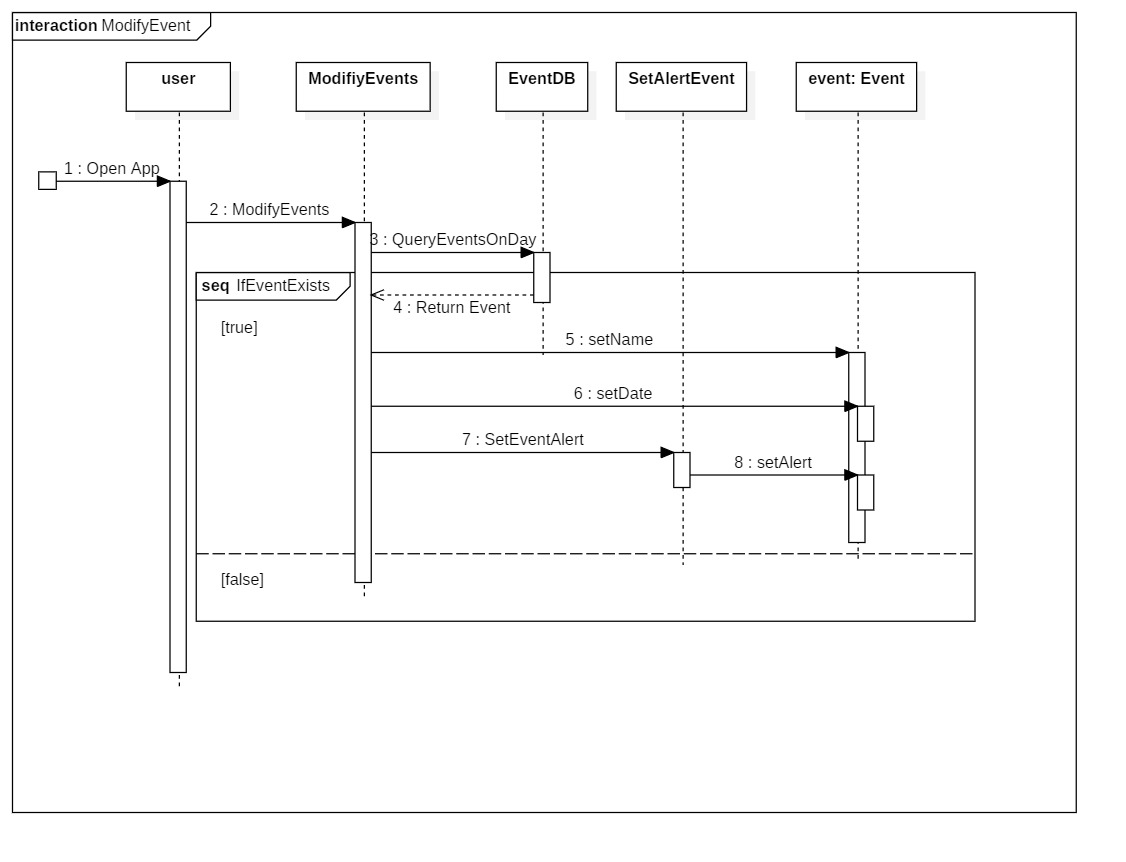 interaction ModifyEvent
user
ModifiyEvents
EventDB
SetAlertEvent
event: Event
1 : Open App
2 : ModifyEvents
3 : QueryEventsOnDay
seq IfEventExists
4 : Return Event
[true]
5 : setName
6 : setDate
7 : SetEventAlert
8 : setAlert
[false]